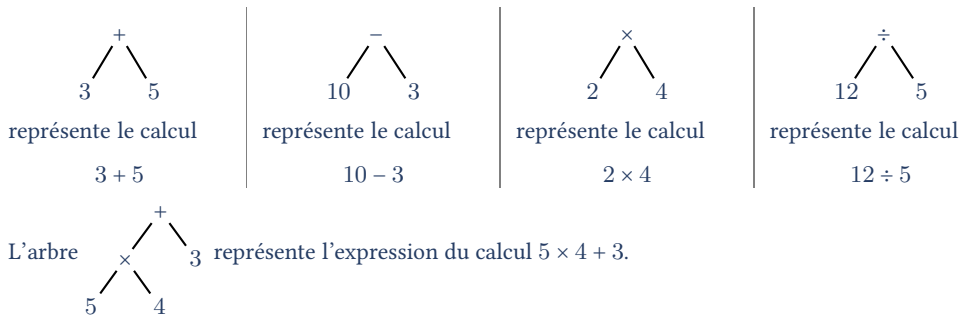 + − × ÷
3 5 10 3 2 4 12 5
représente le calcul représente le calcul représente le calcul représente le calcul
3 + 5 10 − 3 2 × 4 12 ÷ 5
+
L'arbre × 3 représente l'expression du calcul 5 × 4 + 3.
5 4